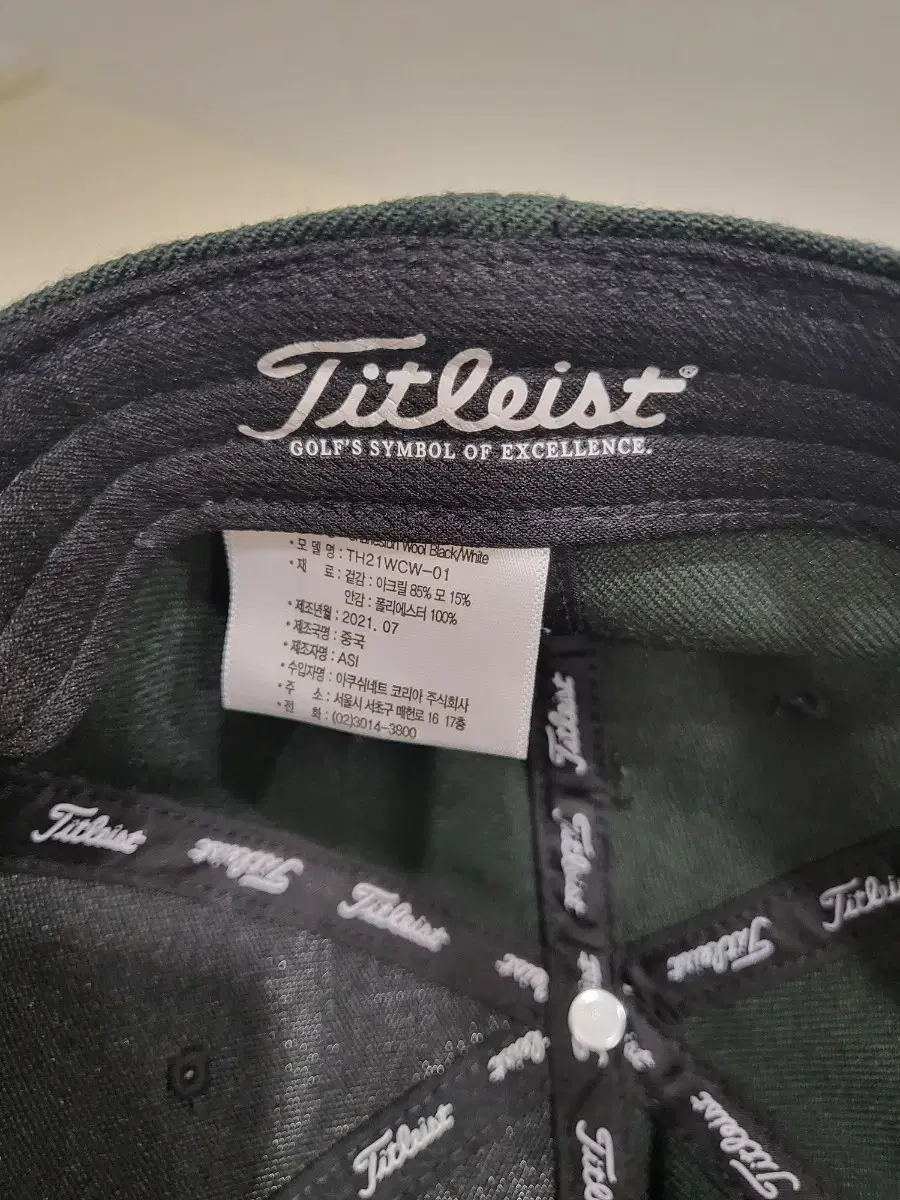 Titleist®
GOLF'S SYMBOL OF EXCELLENCE.
Wool Black/White
• 모 델 명 : TH21WCW-01
• 재 료 : 겉감 : 아크릴 85% 모 15%
안감 : 폴리에스터 100%
• 제조년월 : 2021. 07
• 제조국명 : 중국
• 제조자명 : ASI
• 수입자명 : 아쿠쉬네트 코리아 주식회사
• 주 소 : 서울시 서초구 매헌로 16 17층
• 전 화 : (02)3014-3800
Titleist
Titleist
Titleist
Titleist
Titleist
Titleist
Titleist
Titleist
Titleist